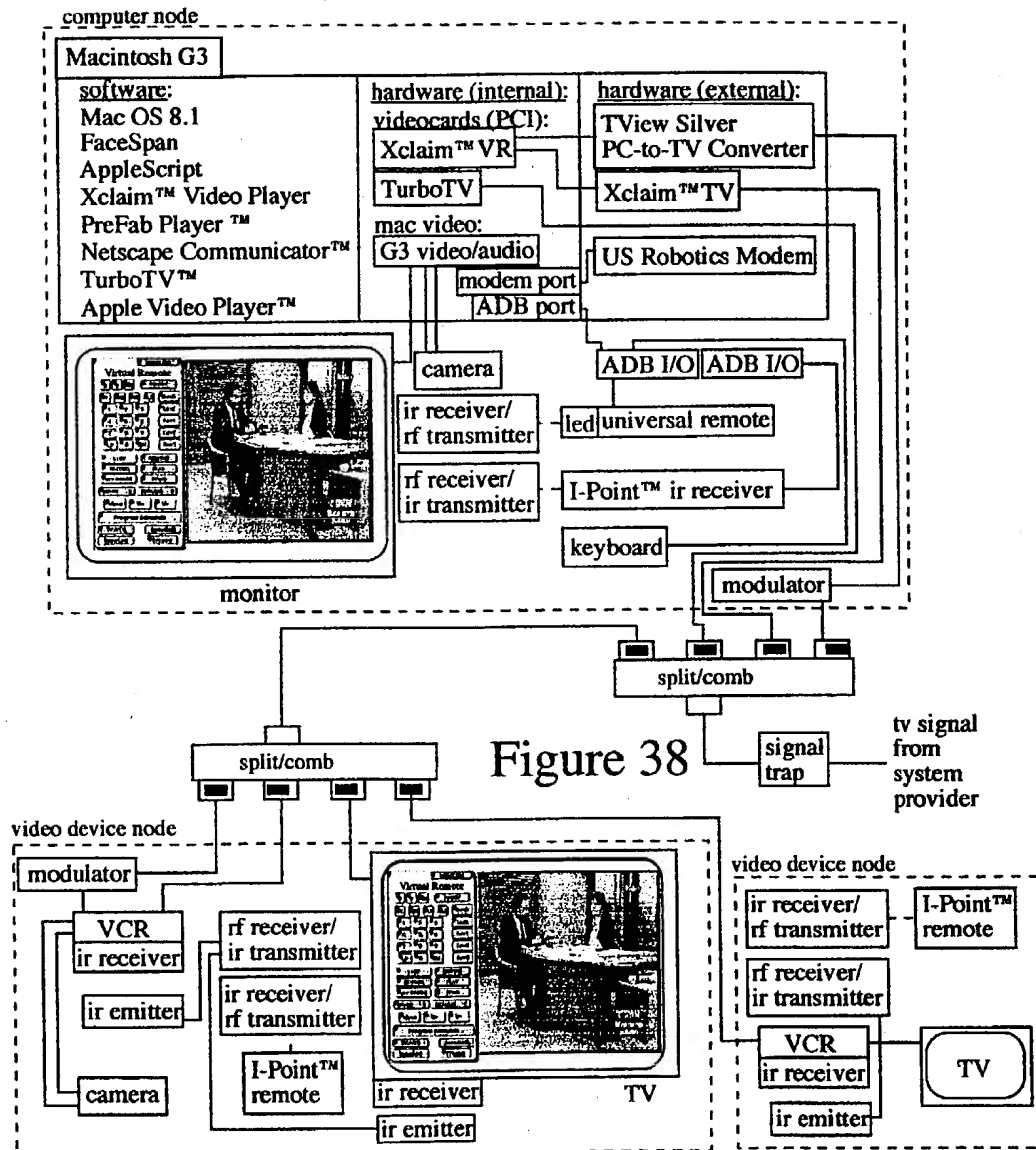 computer node
Macintosh G3
software:
Mac OS 8.1
FaceSpan
AppleScript
Xclaim™ Video Player
PreFab Player ™
Netscape Communicator™
TurboTV™
Apple Video Player™
hardware (internal):
videocards (PCI):
Xclaim™ VR
TurboTV
mac video:
G3 video/audio
modem port
ADB port
hardware (external):
TView Silver
PC-to-TV Converter
Xclaim™ TV
US Robotics Modem
camera
ADB I/O
ADB I/O
ir receiver/
rf transmitter
led
universal remote
rf receiver/
ir transmitter
I-Point™ ir receiver
keyboard
modulator
Virtual Remote
monitor
split/comb
signal
trap
tv signal
from
system
provider
split/comb
Figure 38
video device node
modulator
VCR
ir receiver
ir emitter
camera
rf receiver/
ir transmitter
ir receiver/
rf transmitter
I-Point™
remote
Virtual Remote
ir receiver
TV
ir emitter
video device node
ir receiver/
rf transmitter
I-Point™
remote
rf receiver/
ir transmitter
VCR
ir receiver
ir emitter
TV